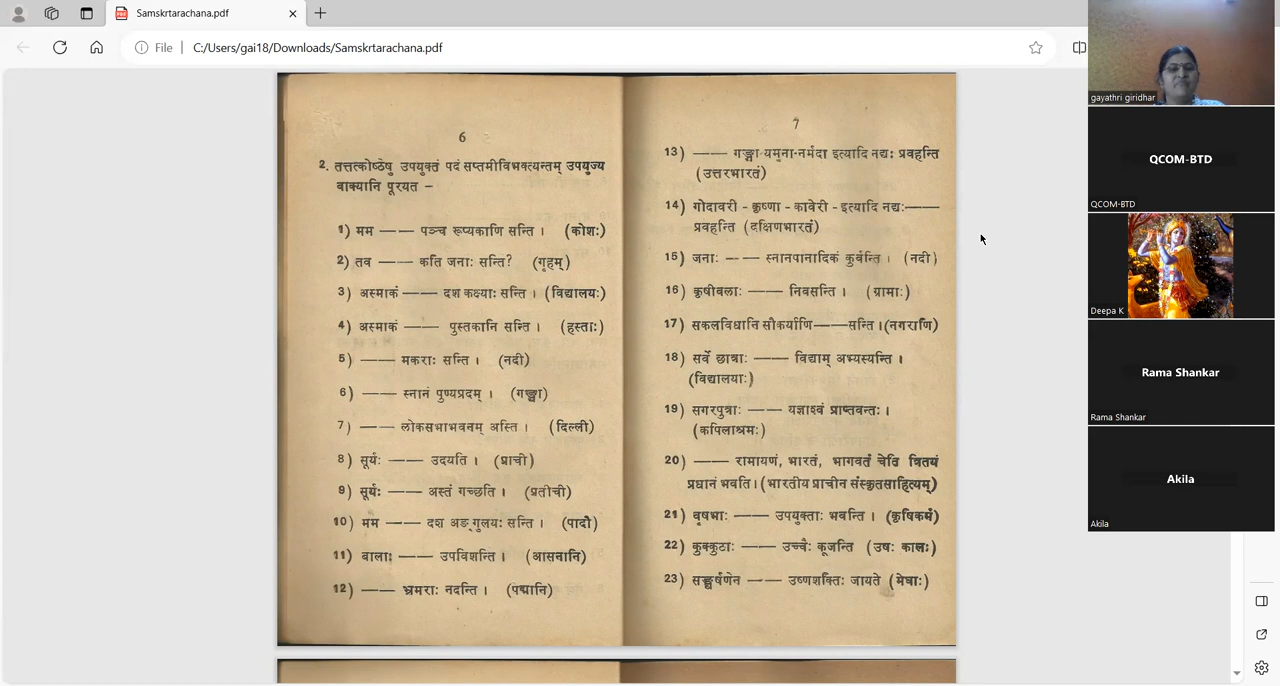 Samskrtarachana.pdf
File
C:/Users/gai18/Downloads/Samskrtarachana.pdf
6
2. तत्तत्कोष्ठेषु उपयुक्तं पदं सप्तमीविभक्त्यन्तम् उपयुज्य
वाक्यानि पूरयत –
1) मम —— पञ्च रूप्यकाणि सन्ति । (कोशः)
2) तव —— कति जनाः सन्ति? (गृहम्)
3) अस्माकं —— दश कक्ष्याः सन्ति । (विद्यालयः)
4) अस्माकं —— पुस्तकानि सन्ति । (हस्ताः)
5) —— मकराः सन्ति । (नदी)
6) —— स्नानं पुण्यप्रदम् । (गङ्गा)
7) —— लोकसभाभवनम् अस्ति । (दिल्ली)
8) सूर्यः —— उदयति । (प्राची)
9) सूर्यः —— अस्तं गच्छति । (प्रतीची)
10) मम —— दश अङ्गुलयः सन्ति । (पादौ)
11) बालाः —— उपविशन्ति । (आसनानि)
12) —— भ्रमराः नदन्ति । (पद्मानि)
7
13) —— गङ्गा-यमुना-नर्मदा इत्यादि नद्यः प्रवहन्ति
(उत्तरभारतं)
14) गोदावरी - कृष्णा - कावेरी - इत्यादि नद्यः——
प्रवहन्ति (दक्षिणभारतं)
15) जनाः —— स्नानपानादिकं कुर्वन्ति । (नदी)
16) कृषीवलाः —— निवसन्ति । (ग्रामाः)
17) सकलविधानि सौकर्याणि——सन्ति । (नगराणि)
18) सर्वे छात्राः —— विद्याम् अभ्यस्यन्ति ।
(विद्यालयाः)
19) सगरपुत्राः —— यज्ञाश्वं प्राप्तवन्तः ।
(कपिलाश्रमः)
20) —— रामायणं, भारतं, भागवतं चेति त्रितयं
प्रधानं भवति । (भारतीय प्राचीन संस्कृतसाहित्यम्)
21) वृषभाः —— उपयुक्ताः भवन्ति । (कृषिकर्म)
22) कुक्कुटाः —— उच्चैः कूजन्ति (उषः कालः)
23) सङ्घर्षणेन —— उष्णशक्तिः जायते (मेघाः)
gayathri giridhar
QCOM-BTD
QCOM-BTD
Deepa K
Rama Shankar
Rama Shankar
Akila
Akila